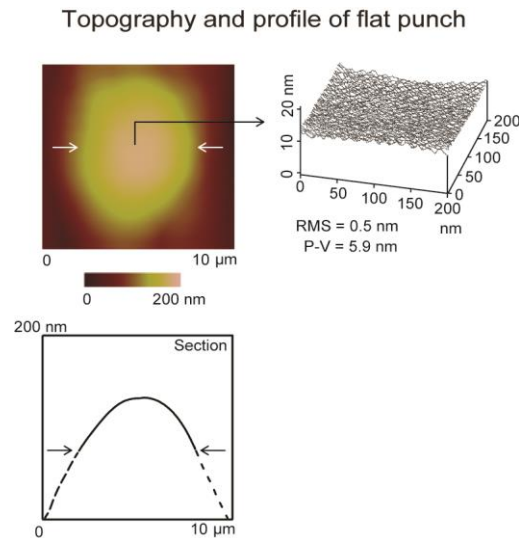 Topography and profile of flat punch
20 nm
10
0
0
50
100
150
200
200
150
100
50
0
nm
RMS = 0.5 nm
P-V = 5.9 nm
0
10 μm
0
200 nm
200 nm
Section
0
10 μm